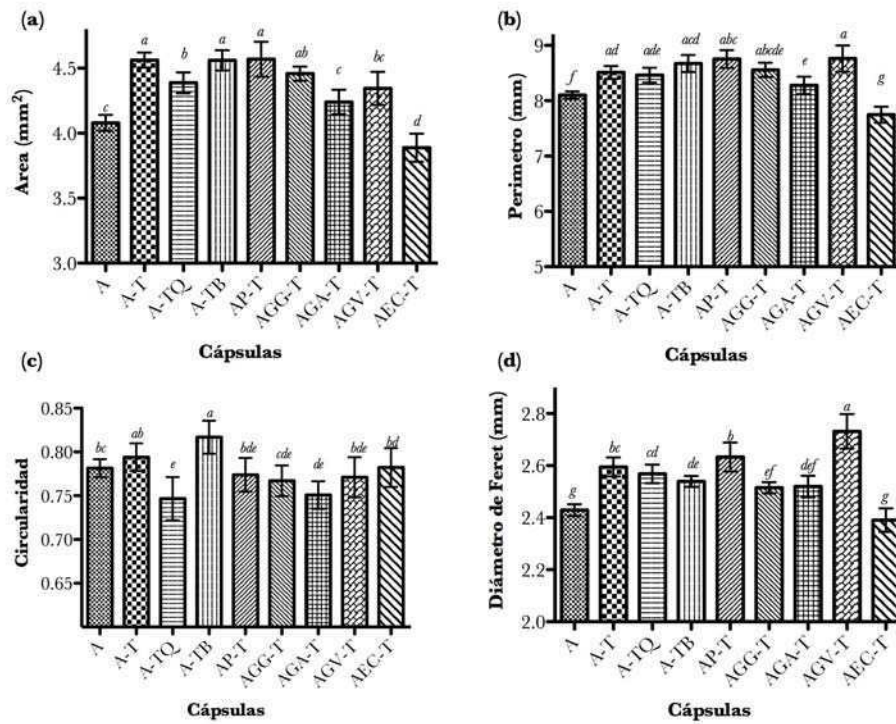 (a)
Area (mm²)
4.5
4.0
3.5
3.0
c
a
b
a
a
ab
c
bc
d
A
A-T
A-TQ
A-TB
AP-T
AGG-T
AGA-T
AGV-T
AEC-T
Cápsulas
(b)
Perimetro (mm)
9
8
7
6
5
f
ad
ade
acd
abc
abcde
e
a
g
A
A-T
A-TQ
A-TB
AP-T
AGG-T
AGA-T
AGV-T
AEC-T
Cápsulas
(c)
Circularidad
0.85
0.80
0.75
0.70
0.65
bc
ab
e
a
bde
cde
de
bde
bd
A
A-T
A-TQ
A-TB
AP-T
AGG-T
AGA-T
AGV-T
AEC-T
Cápsulas
(d)
Diámetro de Feret (mm)
2.8
2.6
2.4
2.2
2.0
g
bc
cd
de
b
ef
def
a
g
A
A-T
A-TQ
A-TB
AP-T
AGG-T
AGA-T
AGV-T
AEC-T
Cápsulas